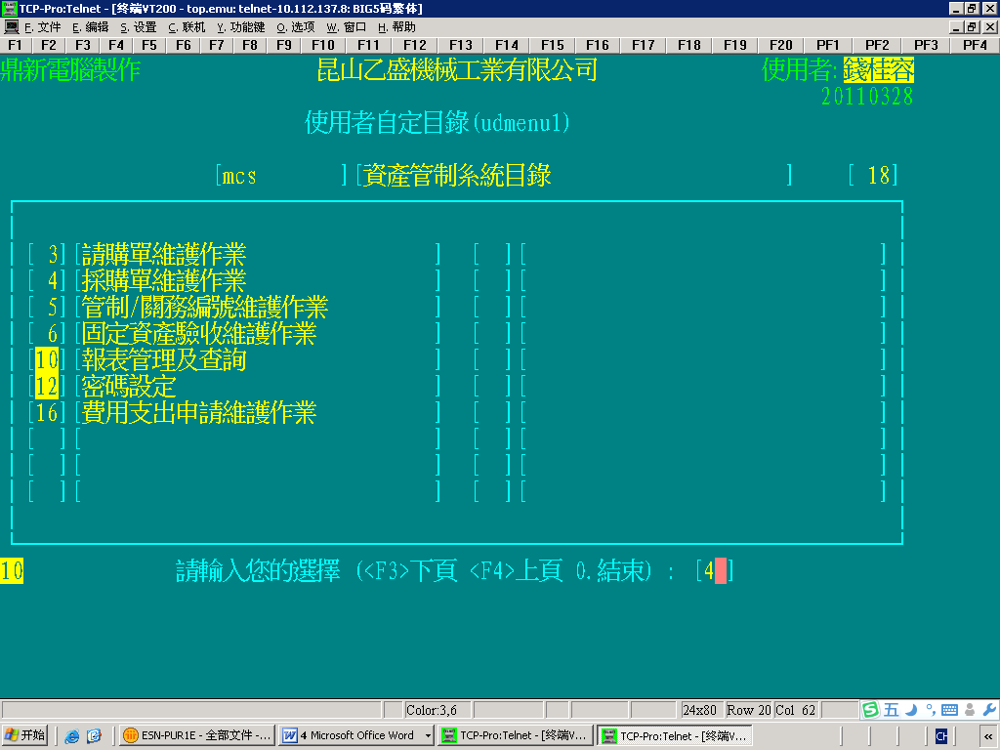 TCP-Pro:Telnet - [终端VT200 - top.emu: telnet-10.112.137.8: BIG5码繁体]
F. 文件 E. 编辑 S. 设置 C. 联机 Y. 功能键 O. 选项 W. 窗口 H. 帮助
F1 F2 F3 F4 F5 F6 F7 F8 F9 F10 F11 F12 F13 F14 F15 F16 F17 F18 F19 F20 PF1 PF2 PF3 PF4
鼎新電腦製作 昆山乙盛機械工業有限公司 使用者: 錢桂容
20110328
使用者自定目錄(udmenu1)
[mcs ][資產管制系統目錄 ] [ 18]
[ 3][請購單維護作業 ] [ ][ ]
[ 4][採購單維護作業 ] [ ][ ]
[ 5][管制/關務編號維護作業 ] [ ][ ]
[ 6][固定資產驗收維護作業 ] [ ][ ]
[10][報表管理及查詢 ] [ ][ ]
[12][密碼設定 ] [ ][ ]
[16][費用支出申請維護作業 ] [ ][ ]
[ ][ ] [ ][ ]
[ ][ ] [ ][ ]
[ ][ ] [ ][ ]
10 請輸入您的選擇 (<F3>下頁 <F4>上頁 0.結束) : [4 ]
Color:3,6 24x80 Row 20 Col 62 五
开始 ESN-PUR1E - 全部文件 -... 4 Microsoft Office Word TCP-Pro:Telnet - [终端V... TCP-Pro:Telnet - [终端V... CH «